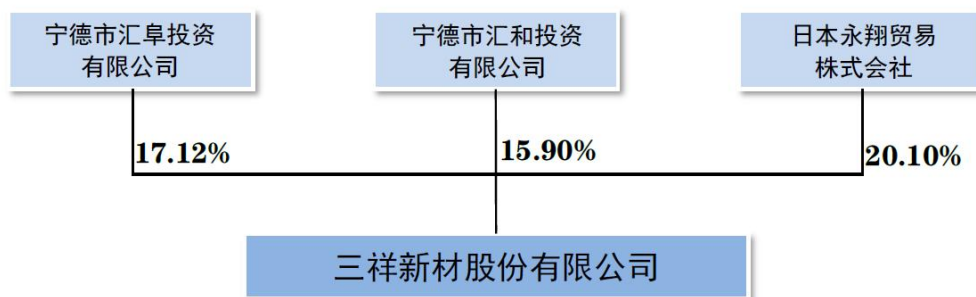 宁德市汇阜投资
有限公司
宁德市汇和投资
有限公司
日本永翔贸易
株式会社
17.12%
15.90%
20.10%
三祥新材股份有限公司